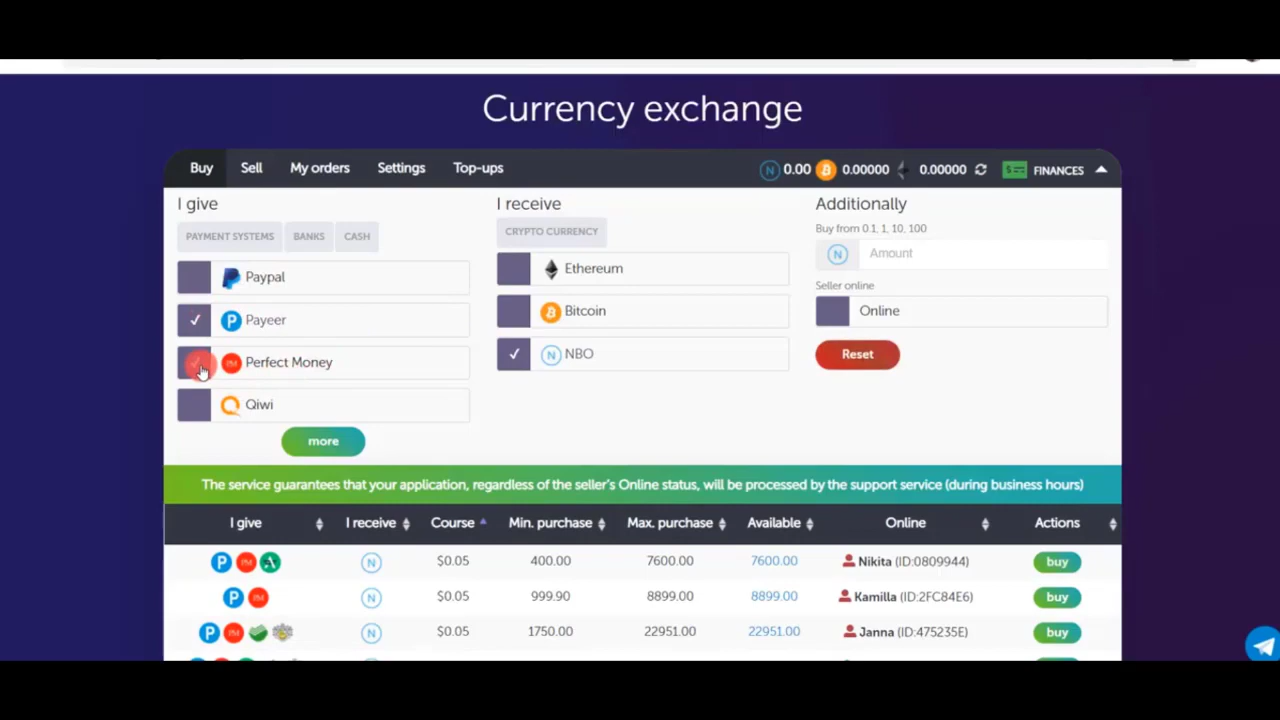 Currency exchange
Buy Sell My orders Settings Top-ups N 0.00 0.00000 0.00000 FINANCES
I give I receive Additionally
PAYMENT SYSTEMS BANKS CASH
CRYPTO CURRENCY
Buy from 0.1, 1, 10, 100
N Amount
Paypal
Ethereum
Seller online
Payeer
Bitcoin
Online
Perfect Money
N NBO
Reset
Qiwi
more
The service guarantees that your application, regardless of the seller's Online status, will be processed by the support service (during business hours)
I give I receive Course Min. purchase Max. purchase Available Online Actions
N $0.05 400.00 7600.00 7600.00 Nikita (ID:0809944) buy
N $0.05 999.90 8899.00 8899.00 Kamilla (ID:2FC84E6) buy
N $0.05 1750.00 22951.00 22951.00 Janna (ID:475235E) buy